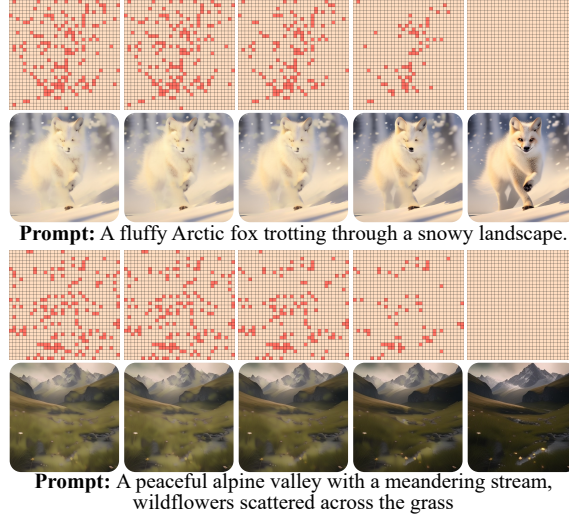 Prompt: A fluffy Arctic fox trotting through a snowy landscape.
Prompt: A peaceful alpine valley with a meandering stream,
wildflowers scattered across the grass